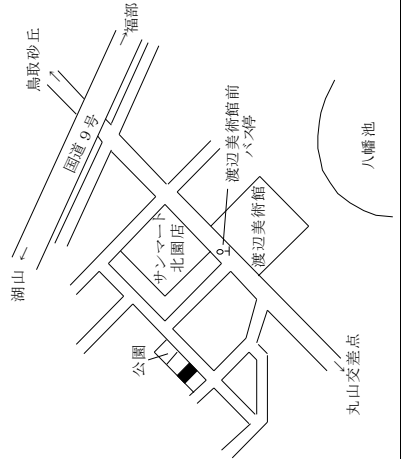 福部
鳥取砂丘
国道9号
湖山
渡辺美術館前
バス停
サンマート
北園店
渡辺美術館
八幡池
公園
丸山交差点